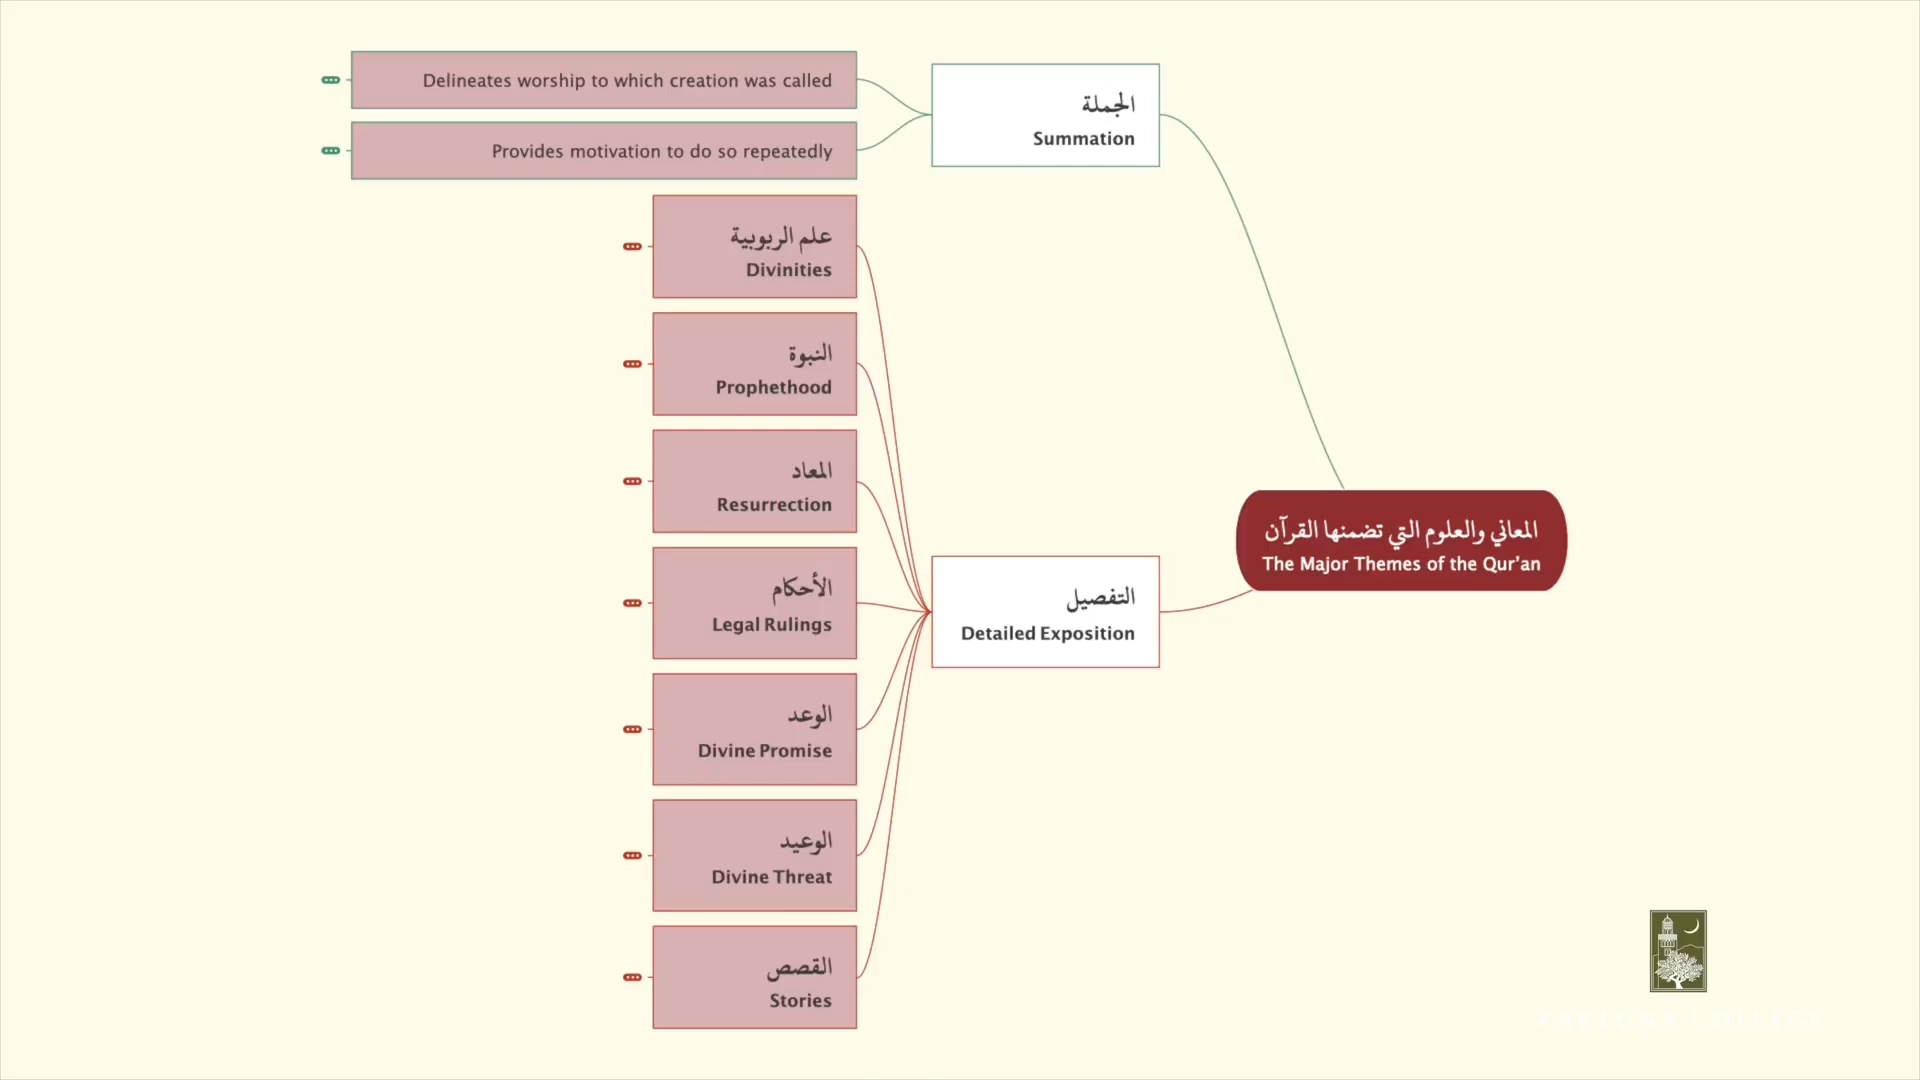 Delineates worship to which creation was called
Provides motivation to do so repeatedly
الجملة
Summation
علم الربوبية
Divinities
النبوة
Prophethood
المعاد
Resurrection
الأحكام
Legal Rulings
الوعد
Divine Promise
الوعيد
Divine Threat
القصص
Stories
التفصيل
Detailed Exposition
المعاني والعلوم التي تضمنها القرآن
The Major Themes of the Qur’an